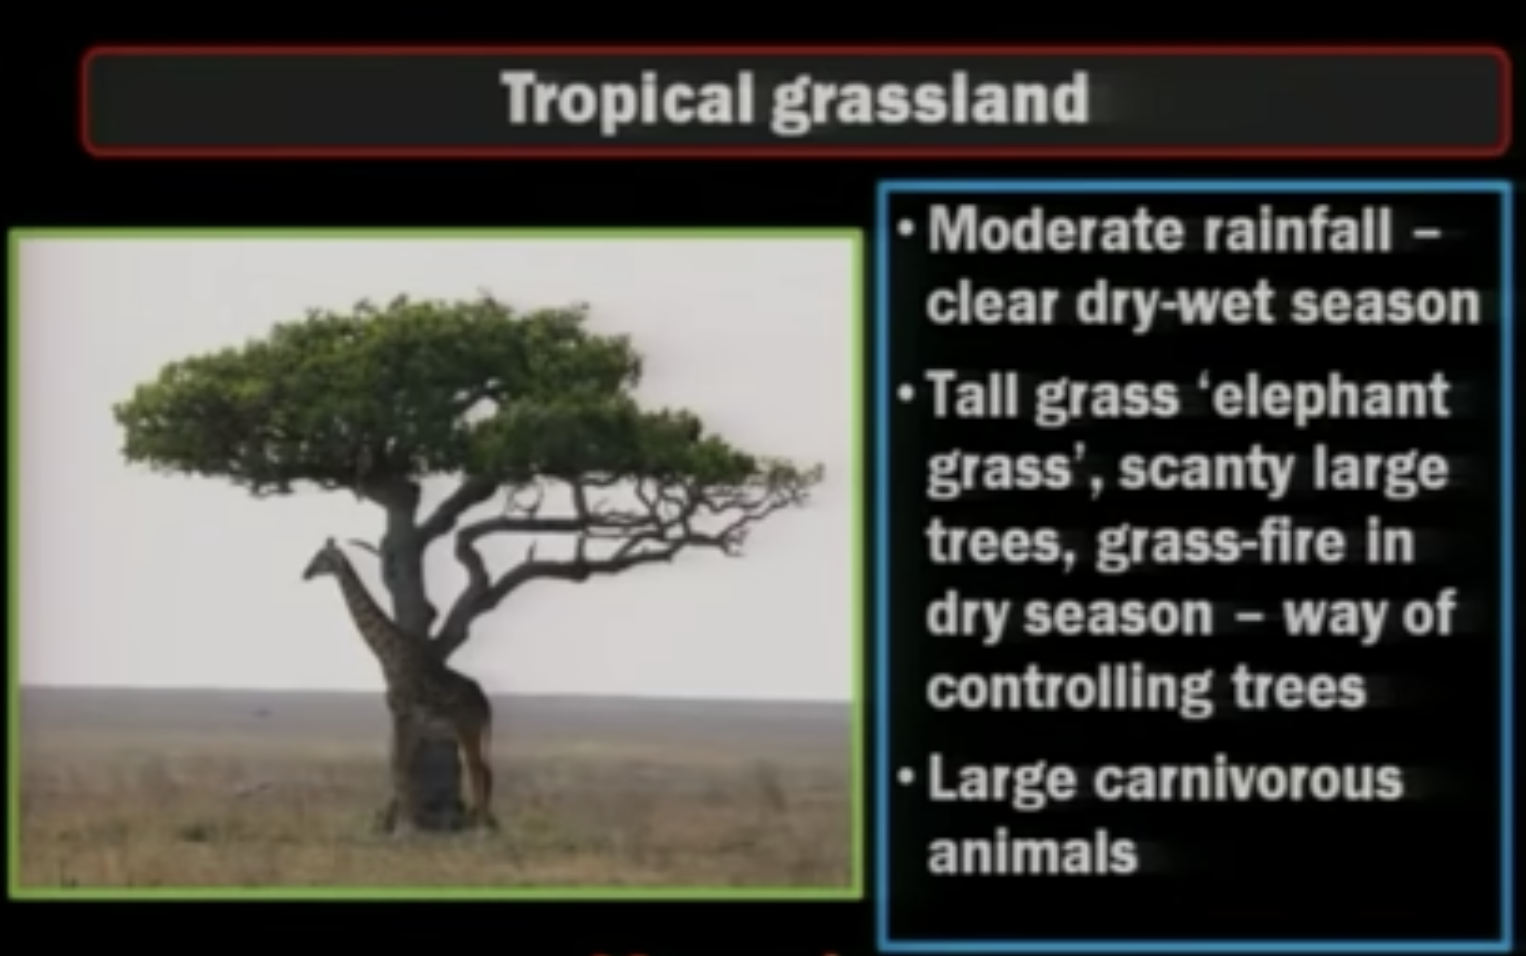 Tropical grassland
• Moderate rainfall –
clear dry-wet season
• Tall grass ‘elephant
grass’, scanty large
trees, grass-fire in
dry season – way of
controlling trees
• Large carnivorous
animals